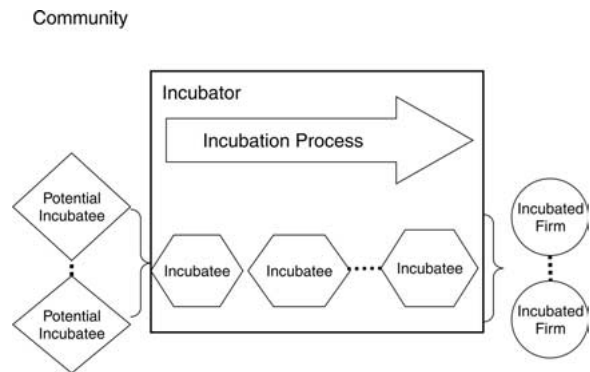 Community
Incubator
Incubation Process
Potential
Incubatee
Potential
Incubatee
Incubatee
Incubatee
Incubatee
Incubated
Firm
Incubated
Firm